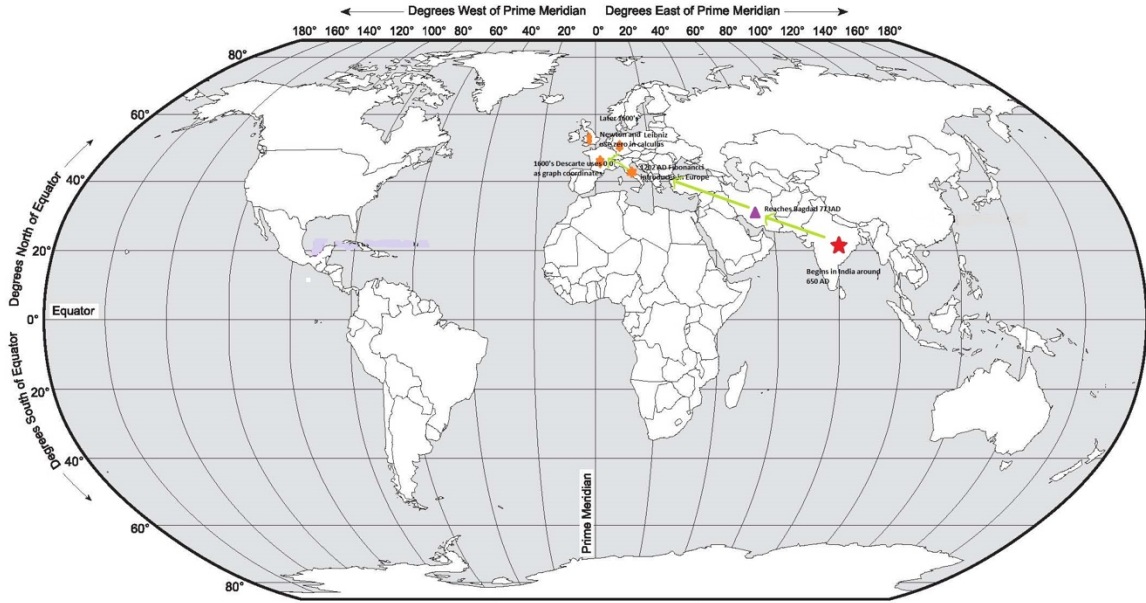 Degrees West of Prime Meridian Degrees East of Prime Meridian
180° 160° 140° 120° 100° 80° 60° 40° 20° 0° 20° 40° 60° 80° 100° 120° 140° 160° 180°
80°
60°
40°
20°
0°
20°
40°
60°
80°
Degrees North of Equator
Degrees South of Equator
Equator
Prime Meridian
Later 1600's
Newton and Leibniz
use zero in calculus
1600's Descarte uses 0,0
as graph coordinates
1202 AD Fibonancci
introduces in Europe
Reaches Bagdad 773AD
Begins in India around
650 AD